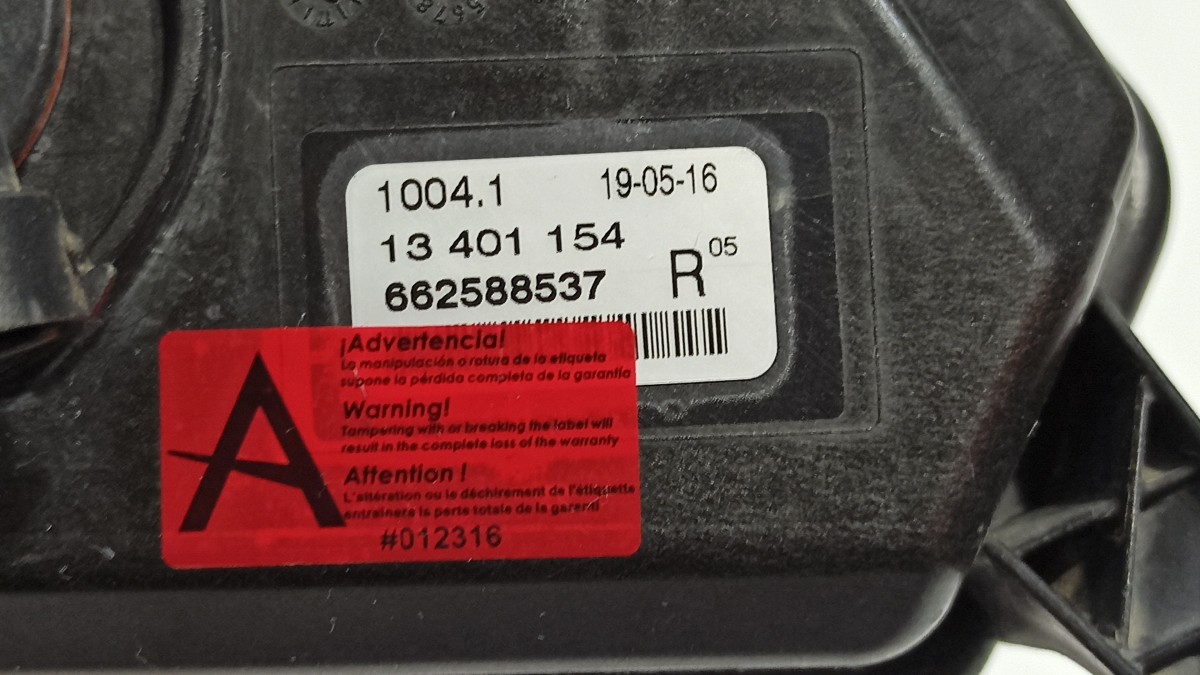 1004.1 19-05-16
13 401 154
662588537 R 05
¡Advertencia!
La manipulación o rotura de la etiqueta
supone la pérdida completa de la garantía
Warning!
Tampering with or breaking the label will
result in the complete loss of the warranty
Attention !
L'altération ou le déchirement de l'étiquette
entraînera la perte totale de la garanti
#012316